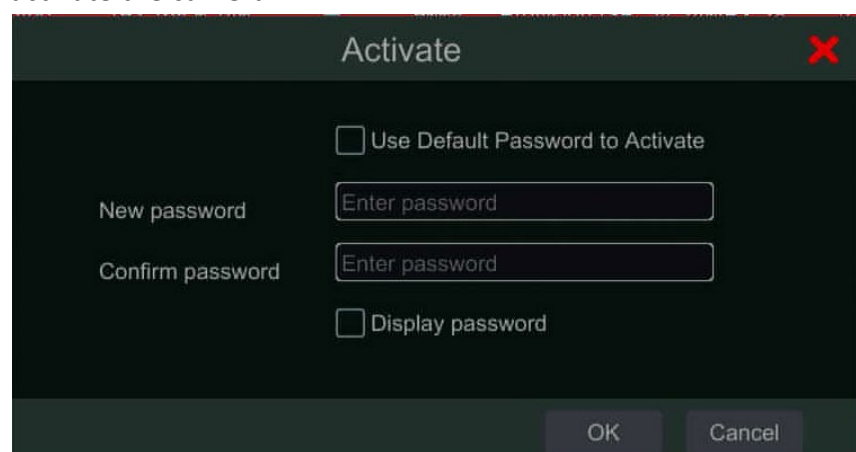 Activate
Use Default Password to Activate
New password
Enter password
Confirm password
Enter password
Display password
OK
Cancel